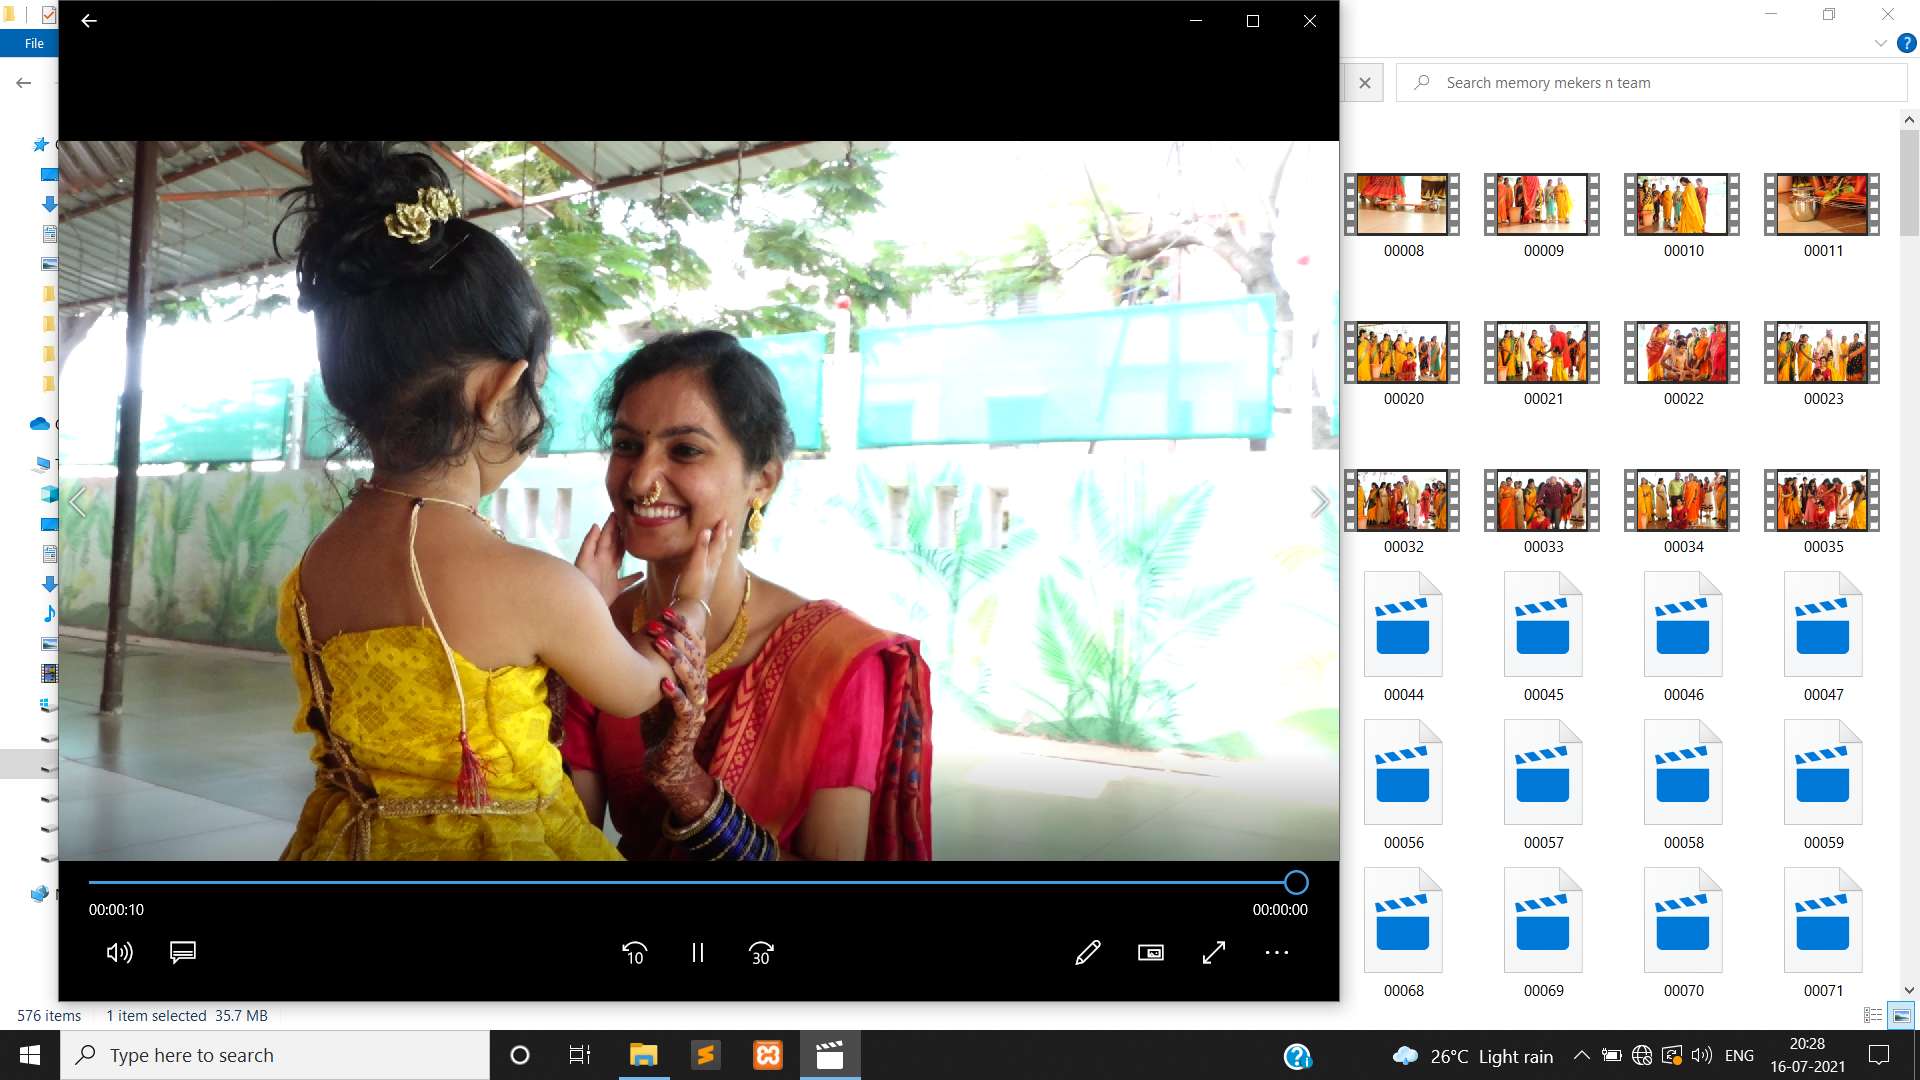 File
?
Search memory mekers n team
00008 00009 00010 00011
00020 00021 00022 00023
00032 00033 00034 00035
00044 00045 00046 00047
00056 00057 00058 00059
00068 00069 00070 00071
00:00:10 00:00:00
10 30
576 items 1 item selected 35.7 MB
Type here to search
26°C Light rain
ENG
20:28
16-07-2021